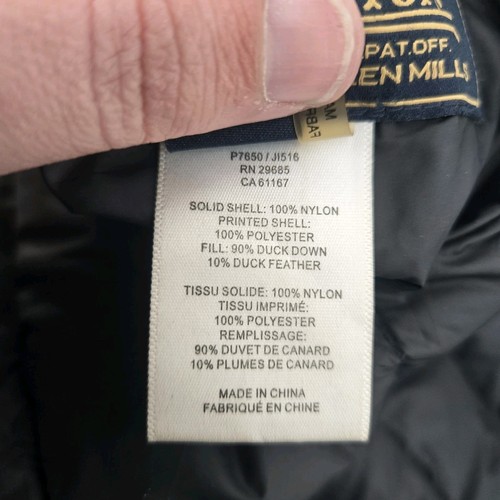 PAT.OFF.
P7650 / JI516
RN 29685
CA 61167
SOLID SHELL: 100% NYLON
PRINTED SHELL:
100% POLYESTER
FILL: 90% DUCK DOWN
10% DUCK FEATHER
TISSU SOLIDE: 100% NYLON
TISSU IMPRIMÉ:
100% POLYESTER
REMPLISSAGE:
90% DUVET DE CANARD
10% PLUMES DE CANARD
MADE IN CHINA
FABRIQUÉ EN CHINE